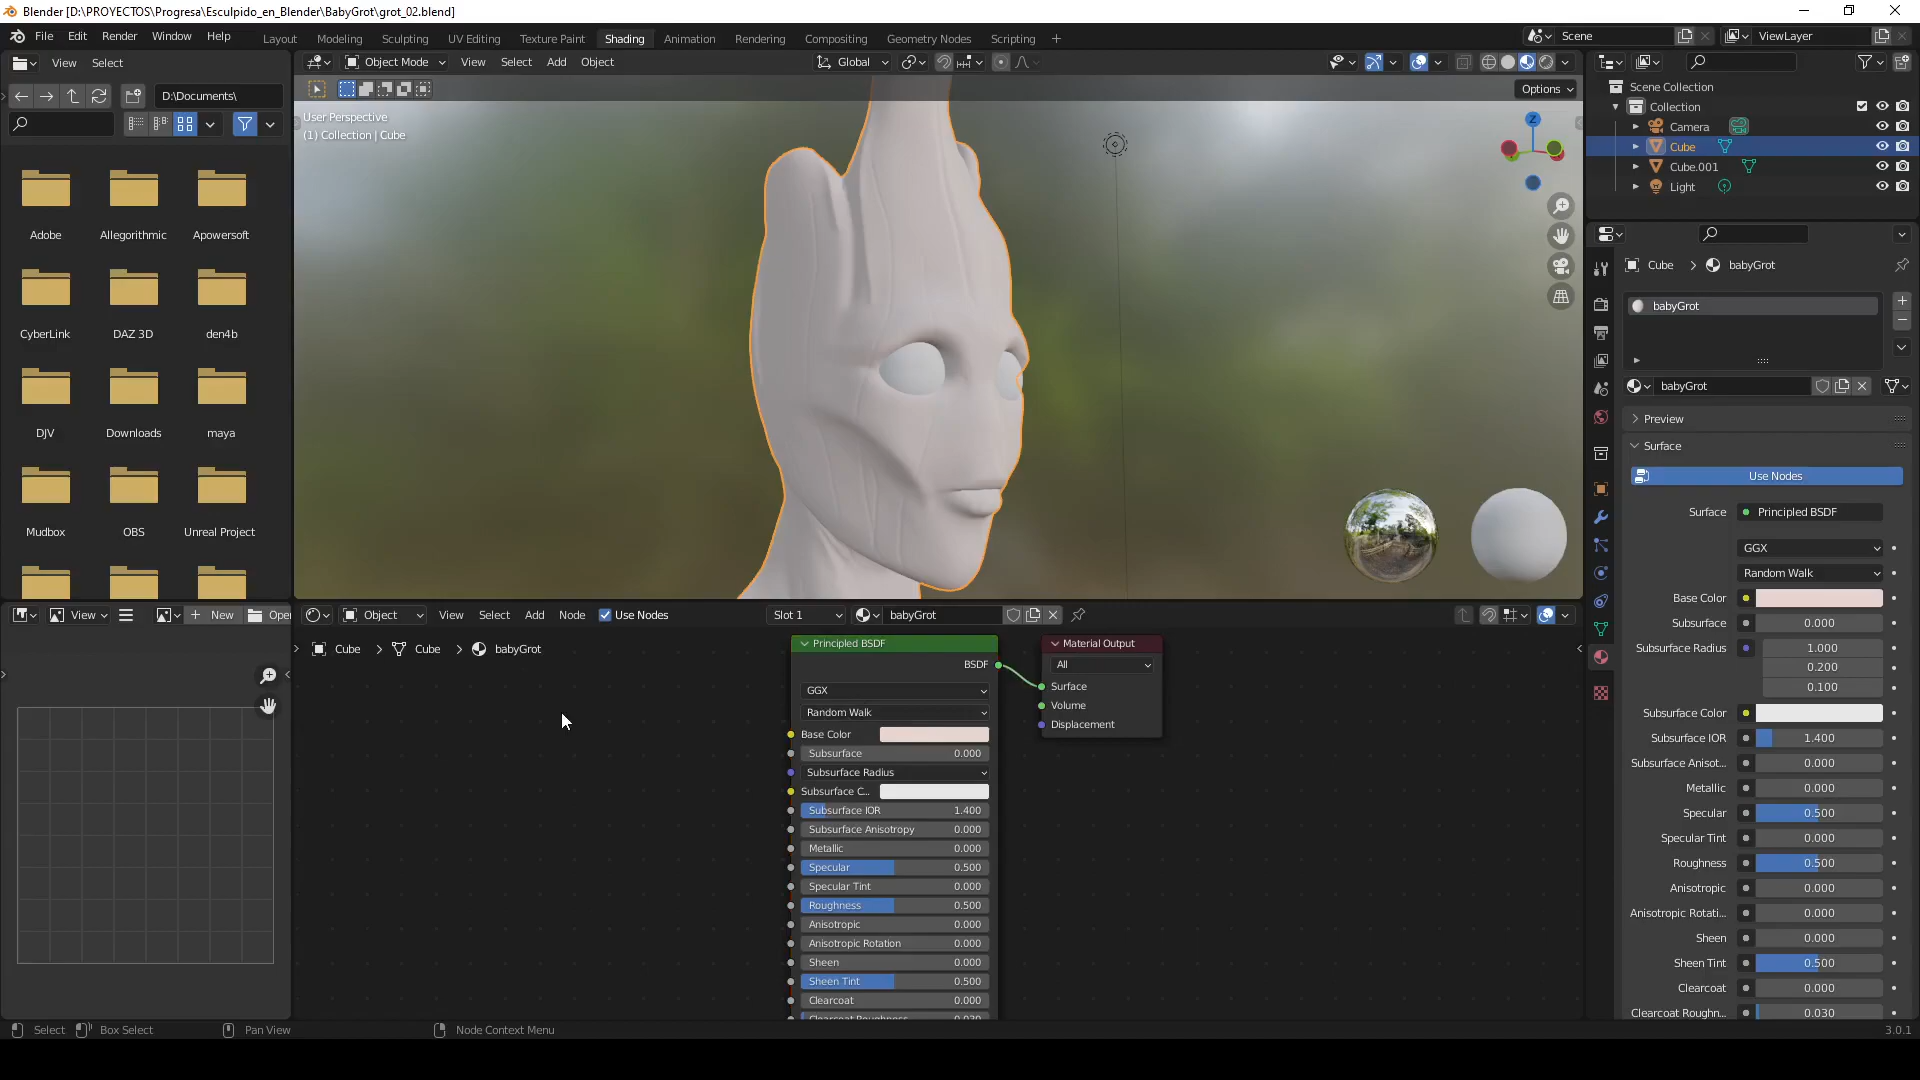 Blender [D:\PROYECTOS\Progresa\Esculpido_en_Blender\BabyGrot\grot_02.blend]
File Edit Render Window Help Layout Modeling Sculpting UV Editing Texture Paint Shading Animation Rendering Compositing Geometry Nodes Scripting + Scene ViewLayer
View Select
Object Mode View Select Add Object Global
D:\Documents\
Options
User Perspective
(1) Collection | Cube
Z
Adobe Allegorithmic Apowersoft
CyberLink DAZ 3D den4b
DJV Downloads maya
Mudbox OBS Unreal Project
Scene Collection
Collection
Camera
Cube
Cube.001
Light
Cube > babyGrot
babyGrot
babyGrot
Preview
Surface
Use Nodes
Surface Principled BSDF
GGX
Random Walk
Base Color
Subsurface 0.000
Subsurface Radius 1.000
0.200
0.100
Subsurface Color
Subsurface IOR 1.400
Subsurface Anisot... 0.000
Metallic 0.000
Specular 0.500
Specular Tint 0.000
Roughness 0.500
Anisotropic 0.000
Anisotropic Rotati... 0.000
Sheen 0.000
Sheen Tint 0.500
Clearcoat 0.000
Clearcoat Roughn... 0.030
View + New Open
Object View Select Add Node Use Nodes Slot 1 babyGrot
Cube > Cube > babyGrot
Principled BSDF
BSDF
GGX
Random Walk
Base Color
Subsurface 0.000
Subsurface Radius
Subsurface C...
Subsurface IOR 1.400
Subsurface Anisotropy 0.000
Metallic 0.000
Specular 0.500
Specular Tint 0.000
Roughness 0.500
Anisotropic 0.000
Anisotropic Rotation 0.000
Sheen 0.000
Sheen Tint 0.500
Clearcoat 0.000
Clearcoat Roughness 0.030
Material Output
All
Surface
Volume
Displacement
Select Box Select Pan View Node Context Menu 3.0.1